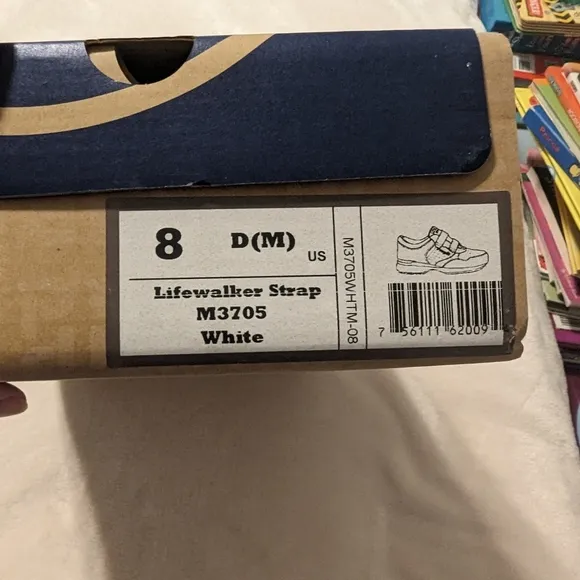 8 D(M) US
Lifewalker Strap
M3705
White
M3705WHTM-08
7 56111 62009